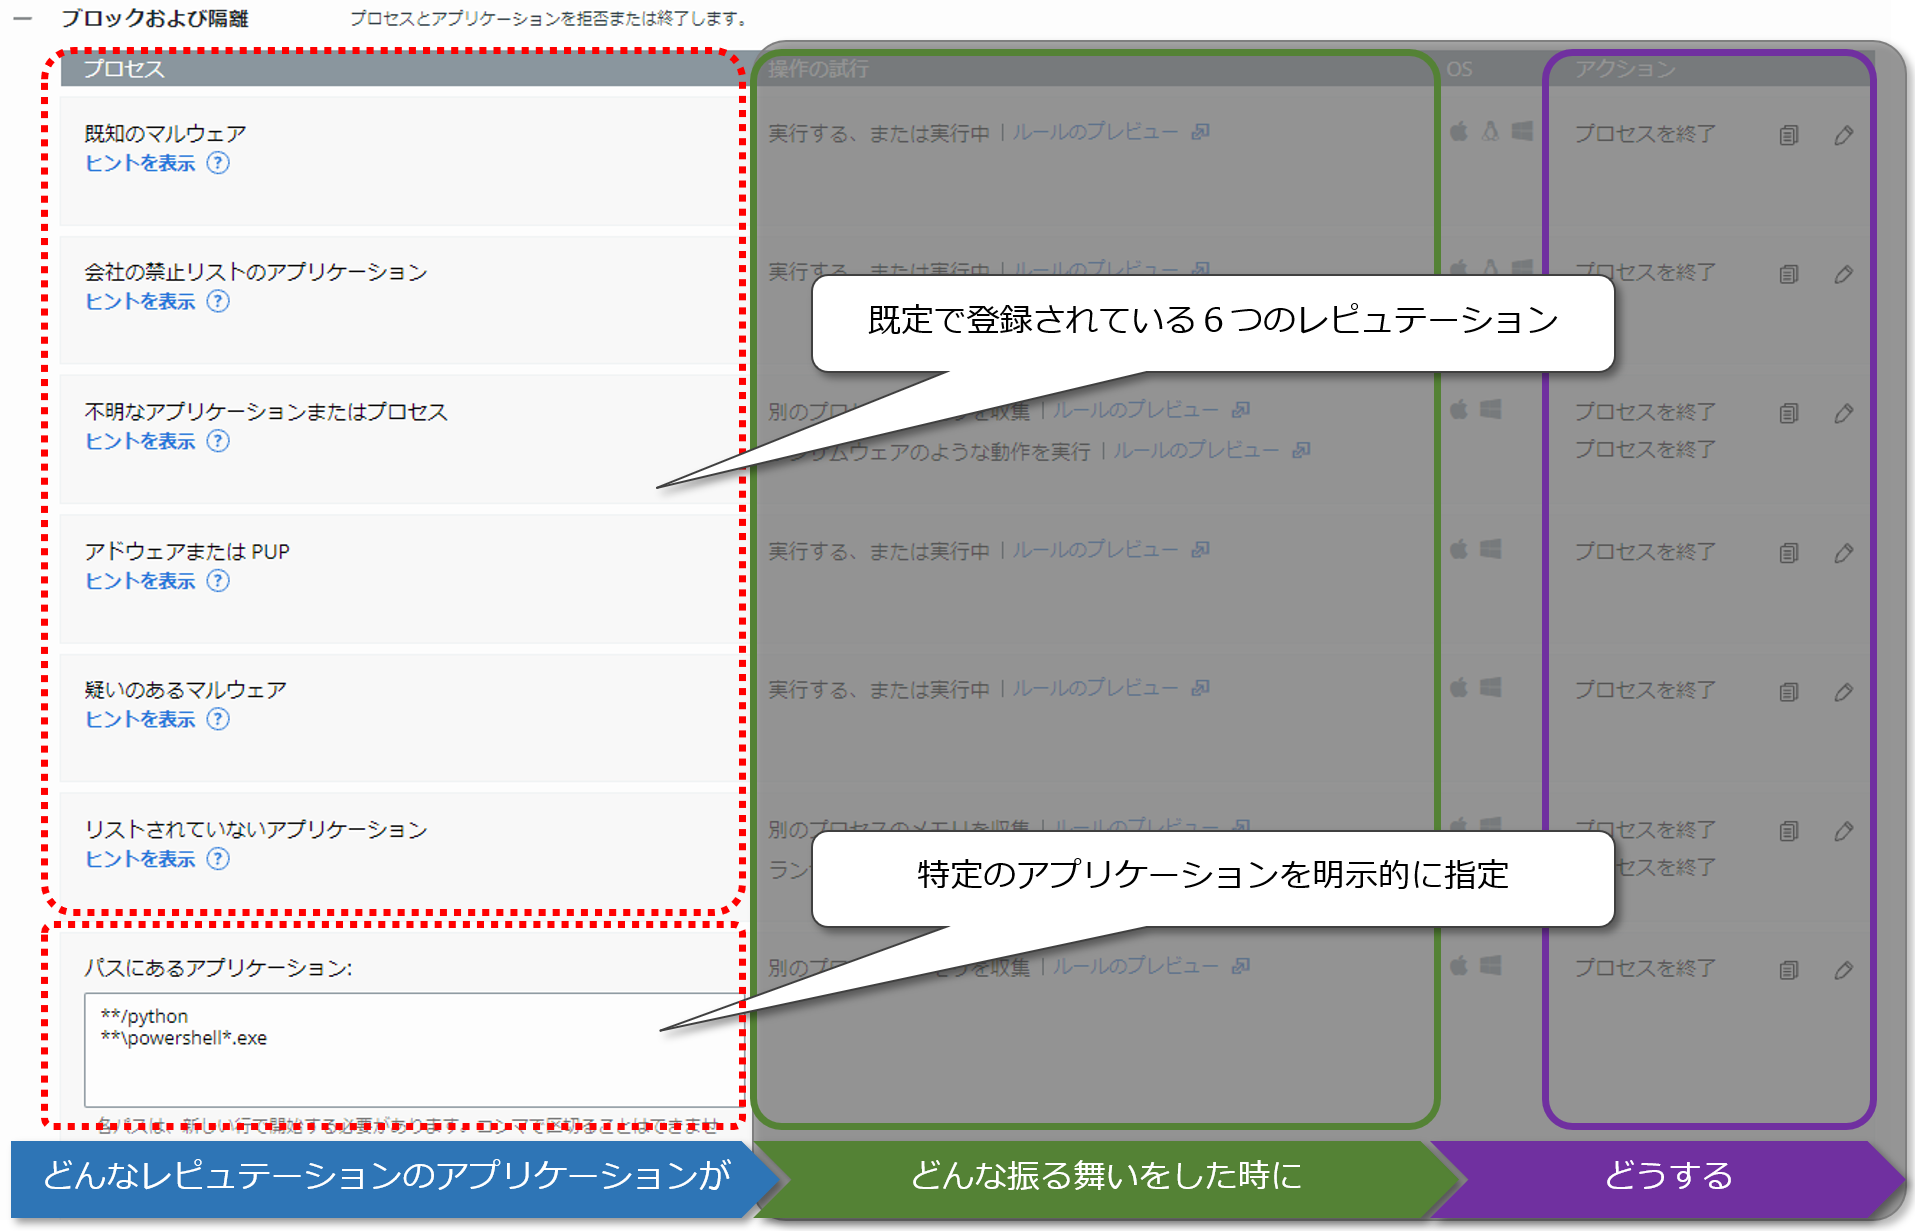 ブロックおよび隔離 プロセスとアプリケーションを拒否または終了します。
プロセス 操作の試行 OS アクション
既知のマルウェア 実行する、または実行中 | ルールのプレビュー プロセスを終了
ヒントを表示 ?
会社の禁止リストのアプリケーション 実行する、または実行中 | ルールのプレビュー プロセスを終了
ヒントを表示 ?
既定で登録されている６つのレピュテーション
不明なアプリケーションまたはプロセス 別のプロ を収集 | ルールのプレビュー プロセスを終了
ヒントを表示 ? サムウェアのような動作を実行 | ルールのプレビュー プロセスを終了
アドウェアまたは PUP 実行する、または実行中 | ルールのプレビュー プロセスを終了
ヒントを表示 ?
疑いのあるマルウェア 実行する、または実行中 | ルールのプレビュー プロセスを終了
ヒントを表示 ?
リストされていないアプリケーション 別のプロセスのメモリを収集 | ルールのプレビュー ロセスを終了
ヒントを表示 ? ラン セスを終了
特定のアプリケーションを明示的に指定
パスにあるアプリケーション: 別のプロ を収集 | ルールのプレビュー プロセスを終了
**/python
**\powershell*.exe
各パスは、新しい行で開始する必要があります。コンマで区切ることはできませ
どんなレピュテーションのアプリケーションが どんな振る舞いをした時に どうする